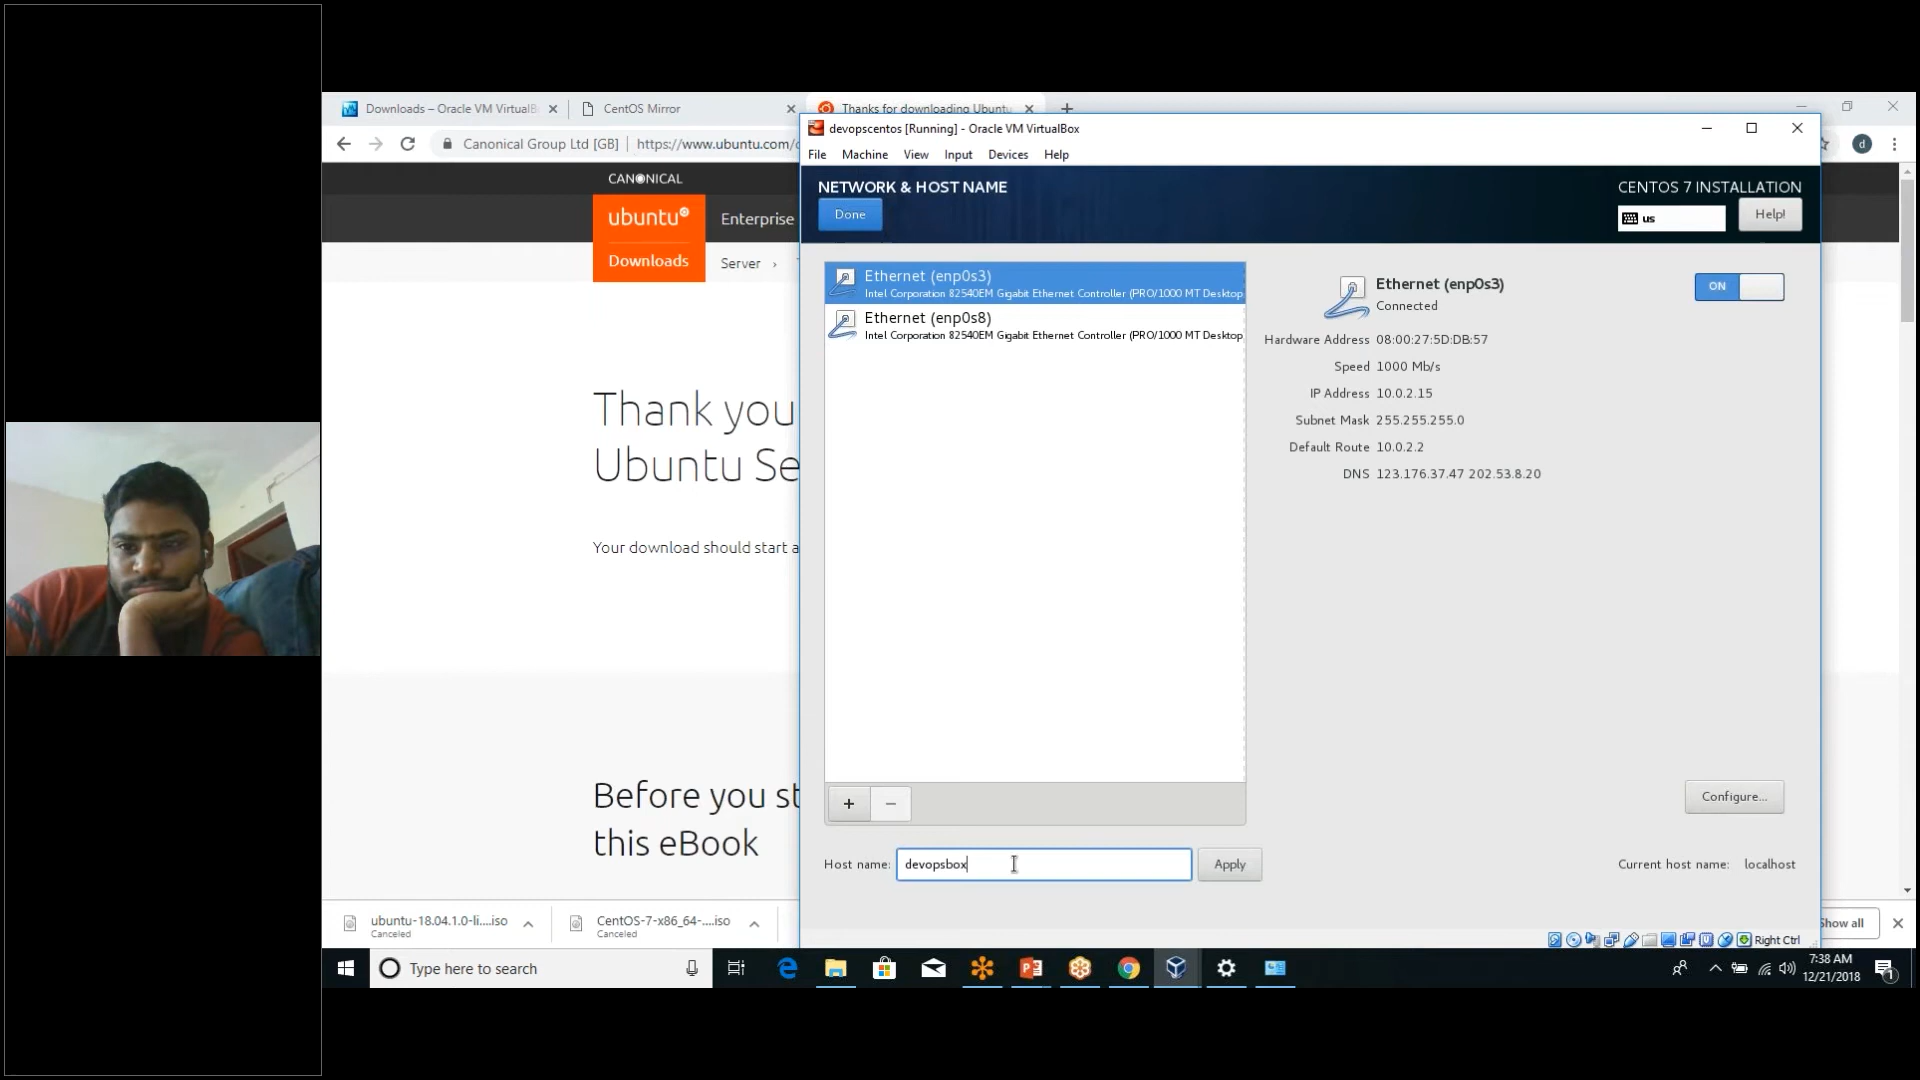 Downloads – Oracle VM VirtualB
CentOS Mirror
Thanks for downloading Ubuntu
Canonical Group Ltd [GB]
https://www.ubuntu.com/
d
CANONICAL
ubuntu
Enterprise
Downloads
Server
Thank you
Ubuntu Se
Your download should start a
Before you st
this eBook
devopscentos [Running] - Oracle VM VirtualBox
File Machine View Input Devices Help
NETWORK & HOST NAME
CENTOS 7 INSTALLATION
Done
us
Help!
Ethernet (enp0s3)
Intel Corporation 82540EM Gigabit Ethernet Controller (PRO/1000 MT Desktop
Ethernet (enp0s8)
Intel Corporation 82540EM Gigabit Ethernet Controller (PRO/1000 MT Desktop
Ethernet (enp0s3)
Connected
ON
Hardware Address 08:00:27:5D:DB:57
Speed 1000 Mb/s
IP Address 10.0.2.15
Subnet Mask 255.255.255.0
Default Route 10.0.2.2
DNS 123.176.37.47 202.53.8.20
+ −
Configure...
Host name: devopsbox
Apply
Current host name: localhost
Right Ctrl
ubuntu-18.04.1.0-li....iso
Canceled
CentOS-7-x86_64-....iso
Canceled
Show all
Type here to search
7:38 AM
12/21/2018
1